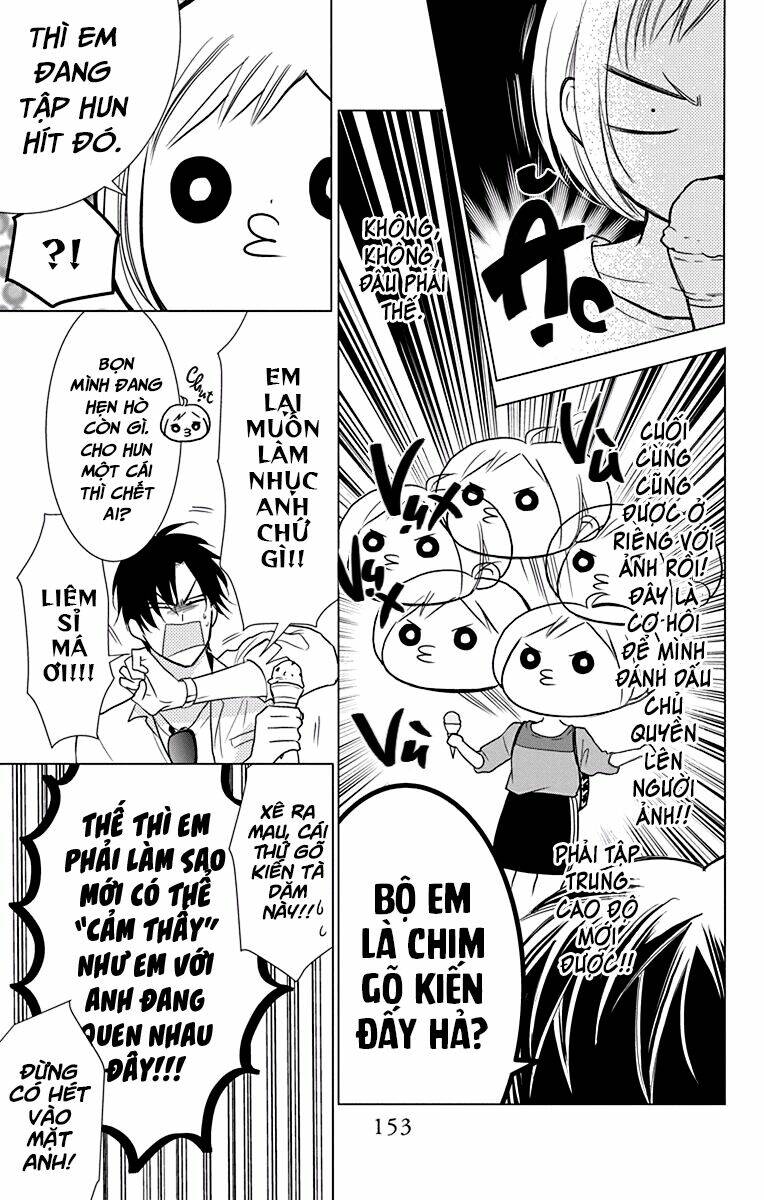 ẶC
KHÔNG,
KHÔNG,
ĐÂU PHẢI
THẾ.
CUỐI
CÙNG
CŨNG
ĐƯỢC Ở
RIÊNG VỚI
ẢNH RỒI!
ĐÂY LÀ
CƠ HỘI
ĐỂ MÌNH
ĐÁNH DẤU
CHỦ
QUYỀN
LÊN
NGƯỜI
ẢNH!!
VÙ
VỤT
VỤT
VÙ
PHẢI TẬP
TRUNG
CAO ĐỘ
MỚI
ĐƯỢC!!
BỘ EM
LÀ CHIM
GÕ KIẾN
ĐẤY HẢ?
THÌ EM
ĐANG
TẬP HUN
HÍT ĐÓ.
?!
EM
LẠI
MUỐN
LÀM
NHỤC
ANH
CHỨ
GÌ!!
BỌN
MÌNH ĐANG
HẸN HÒ
CÒN GÌ.
CHO HUN
MỘT CÁI
THÌ CHẾT
AI?
Chụt
LIÊM
SỈ
MÁ
ƠI!!!
XÊ RA
MAU, CÁI
THỨ GÕ
KIẾN TÀ
DĂM
NÀY!!
THẾ THÌ EM
PHẢI LÀM SAO
MỚI CÓ THỂ
“CẢM THẤY”
NHƯ EM VỚI
ANH ĐANG
QUEN NHAU
ĐÂY!!!
ĐỪNG
CÓ HÉT
VÀO
MẶT
ANH!
153